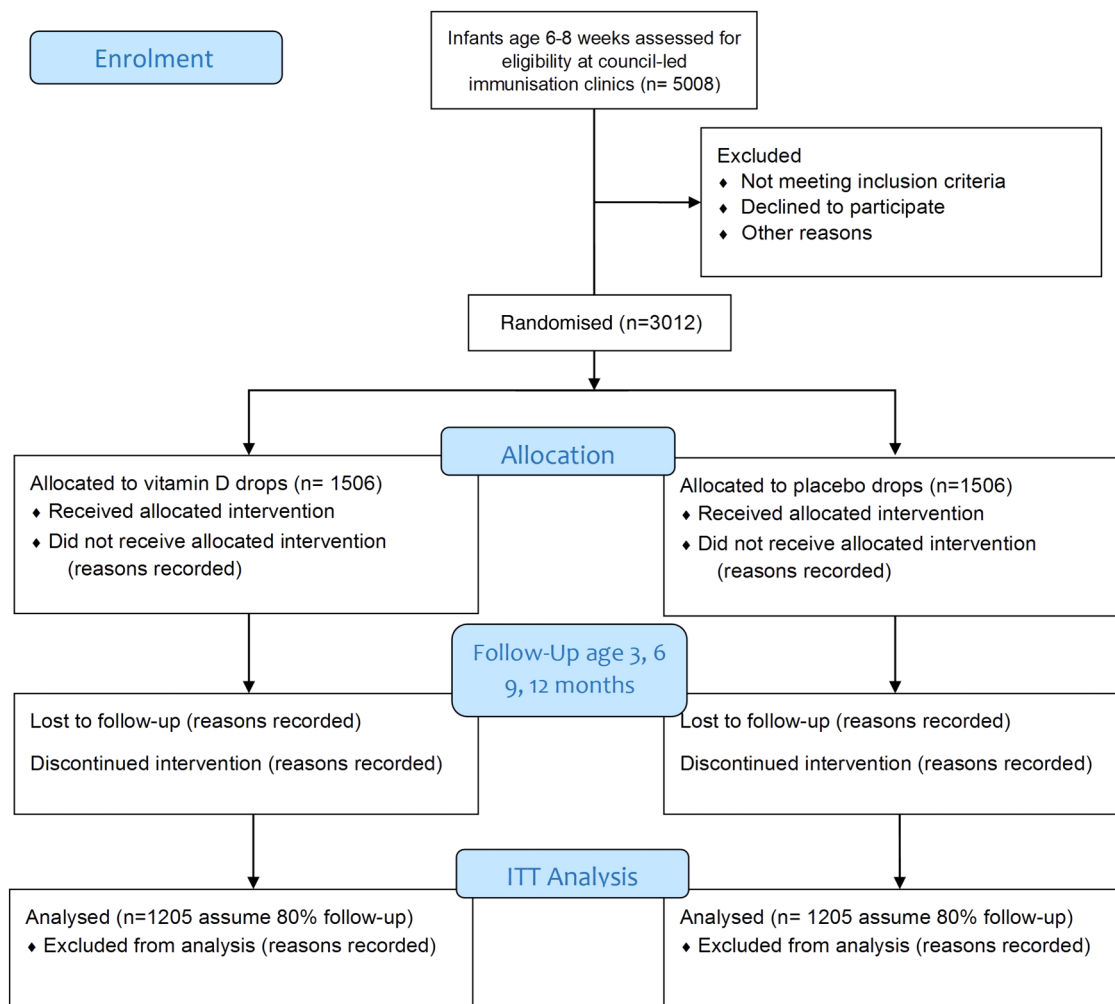 Enrolment
Infants age 6-8 weeks assessed for
eligibility at council-led
immunisation clinics (n= 5008)
Excluded
♦ Not meeting inclusion criteria
♦ Declined to participate
♦ Other reasons
Randomised (n=3012)
Allocation
Allocated to vitamin D drops (n= 1506)
♦ Received allocated intervention
♦ Did not receive allocated intervention
(reasons recorded)
Allocated to placebo drops (n=1506)
♦ Received allocated intervention
♦ Did not receive allocated intervention
(reasons recorded)
Follow-Up age 3, 6
9, 12 months
Lost to follow-up (reasons recorded)
Discontinued intervention (reasons recorded)
Lost to follow-up (reasons recorded)
Discontinued intervention (reasons recorded)
ITT Analysis
Analysed (n=1205 assume 80% follow-up)
♦ Excluded from analysis (reasons recorded)
Analysed (n= 1205 assume 80% follow-up)
♦ Excluded from analysis (reasons recorded)